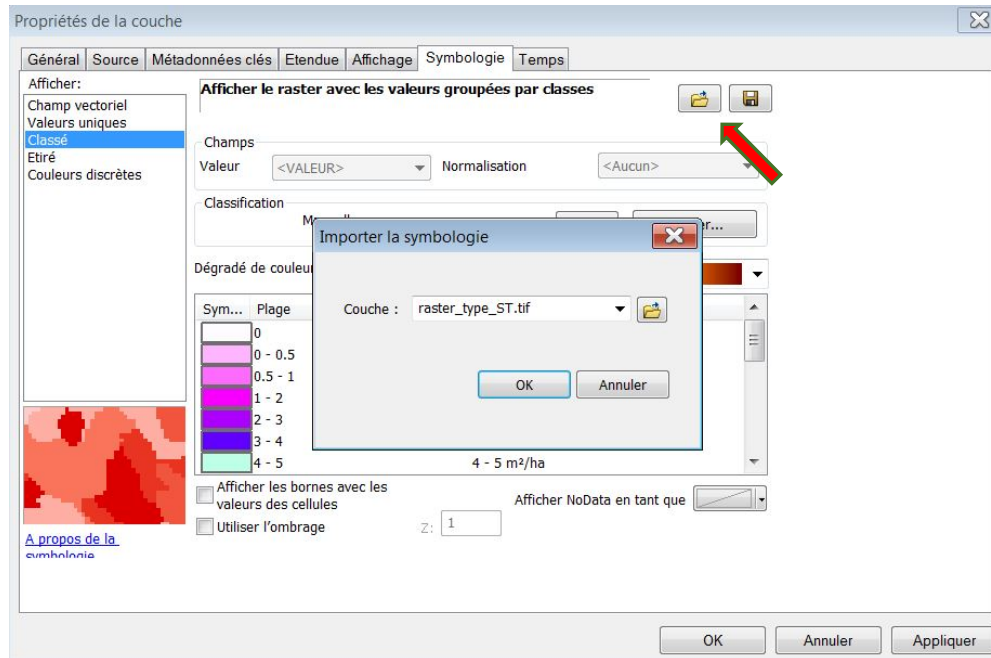 Propriétés de la couche
Général Source Métadonnées clés Etendue Affichage Symbologie Temps
Afficher:
Champ vectoriel
Valeurs uniques
Classé
Etiré
Couleurs discrètes
Afficher le raster avec les valeurs groupées par classes
Champs
Valeur <VALEUR> Normalisation <Aucun>
Classification
Importer la symbologie
Dégradé de couleu
Couche : raster_type_ST.tif
OK Annuler
Sym... Plage
0
0 - 0.5
0.5 - 1
1 - 2
2 - 3
3 - 4
4 - 5 4 - 5 m²/ha
Afficher les bornes avec les
valeurs des cellules
Afficher NoData en tant que
Utiliser l'ombrage Z: 1
A propos de la
symbologie
OK Annuler Appliquer